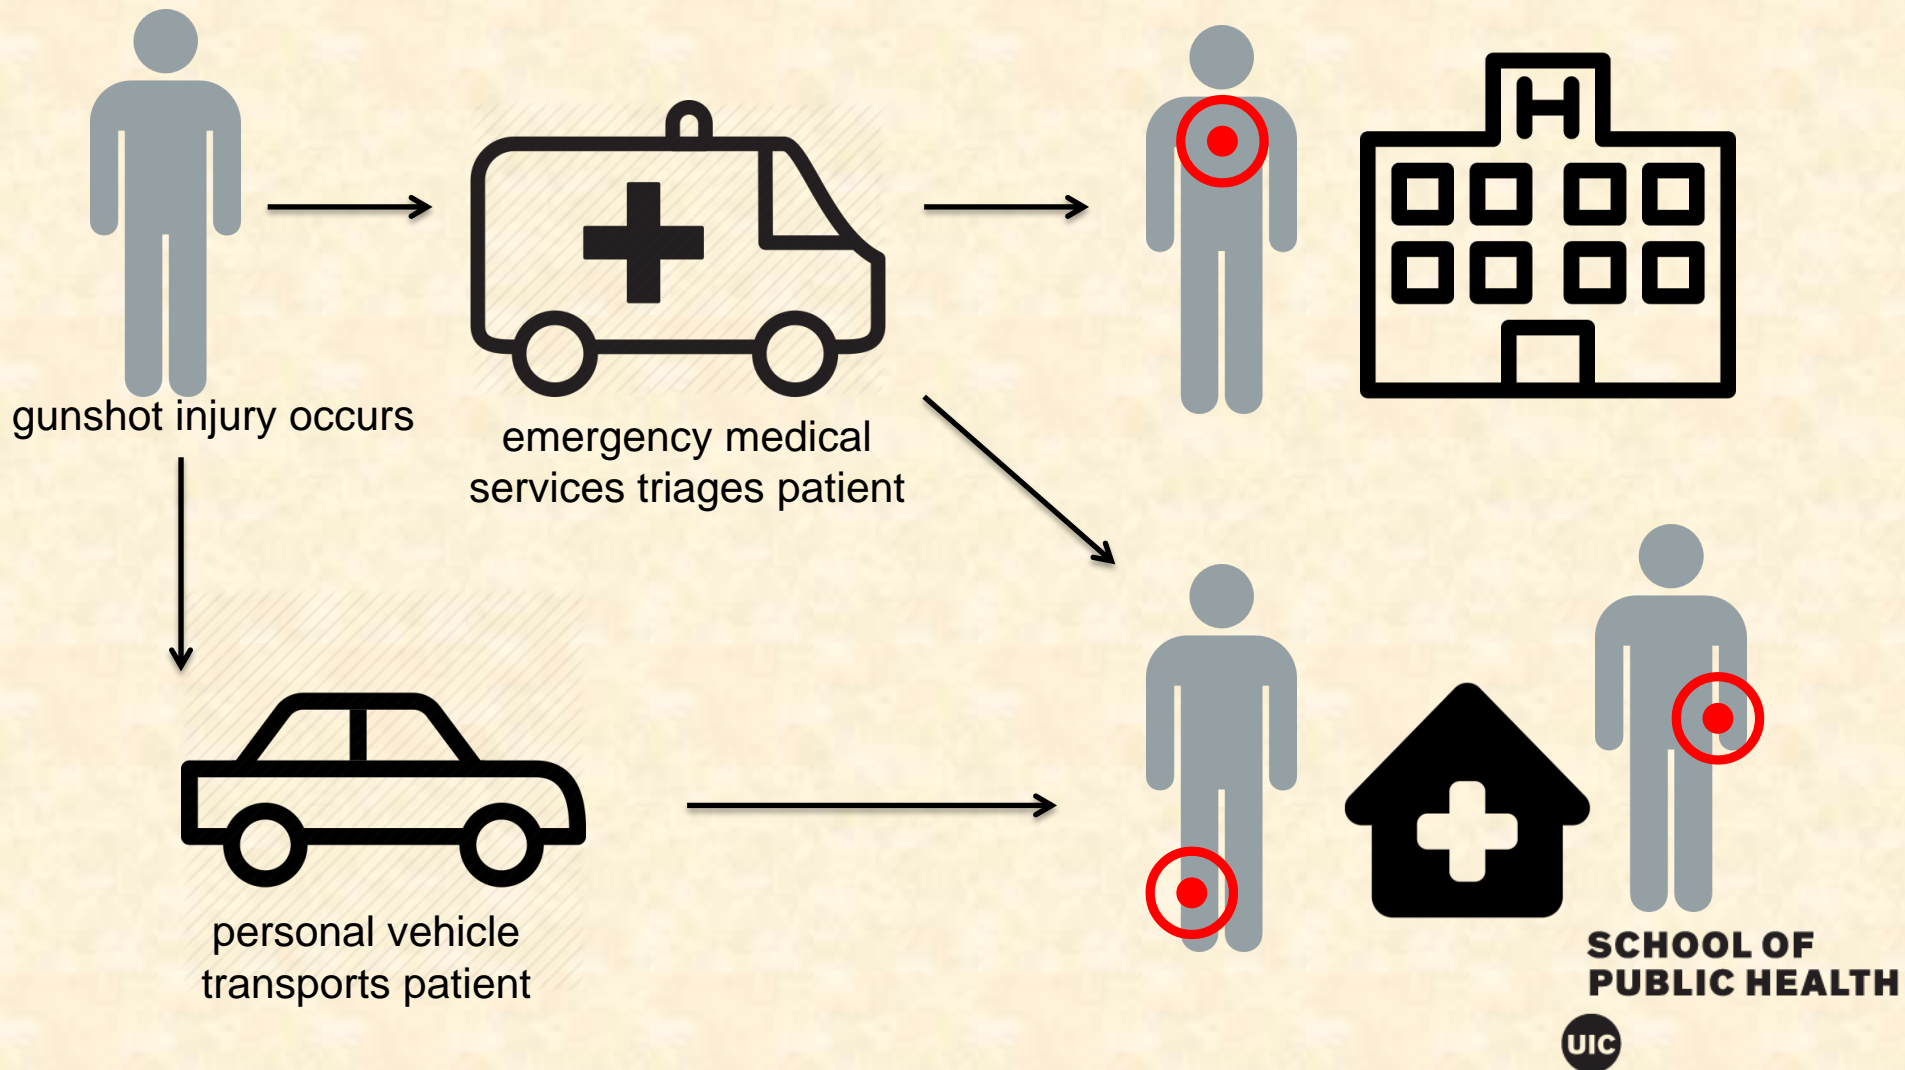 H
gunshot injury occurs
emergency medical
services triages patient
personal vehicle
transports patient
SCHOOL OF
PUBLIC HEALTH
UIC